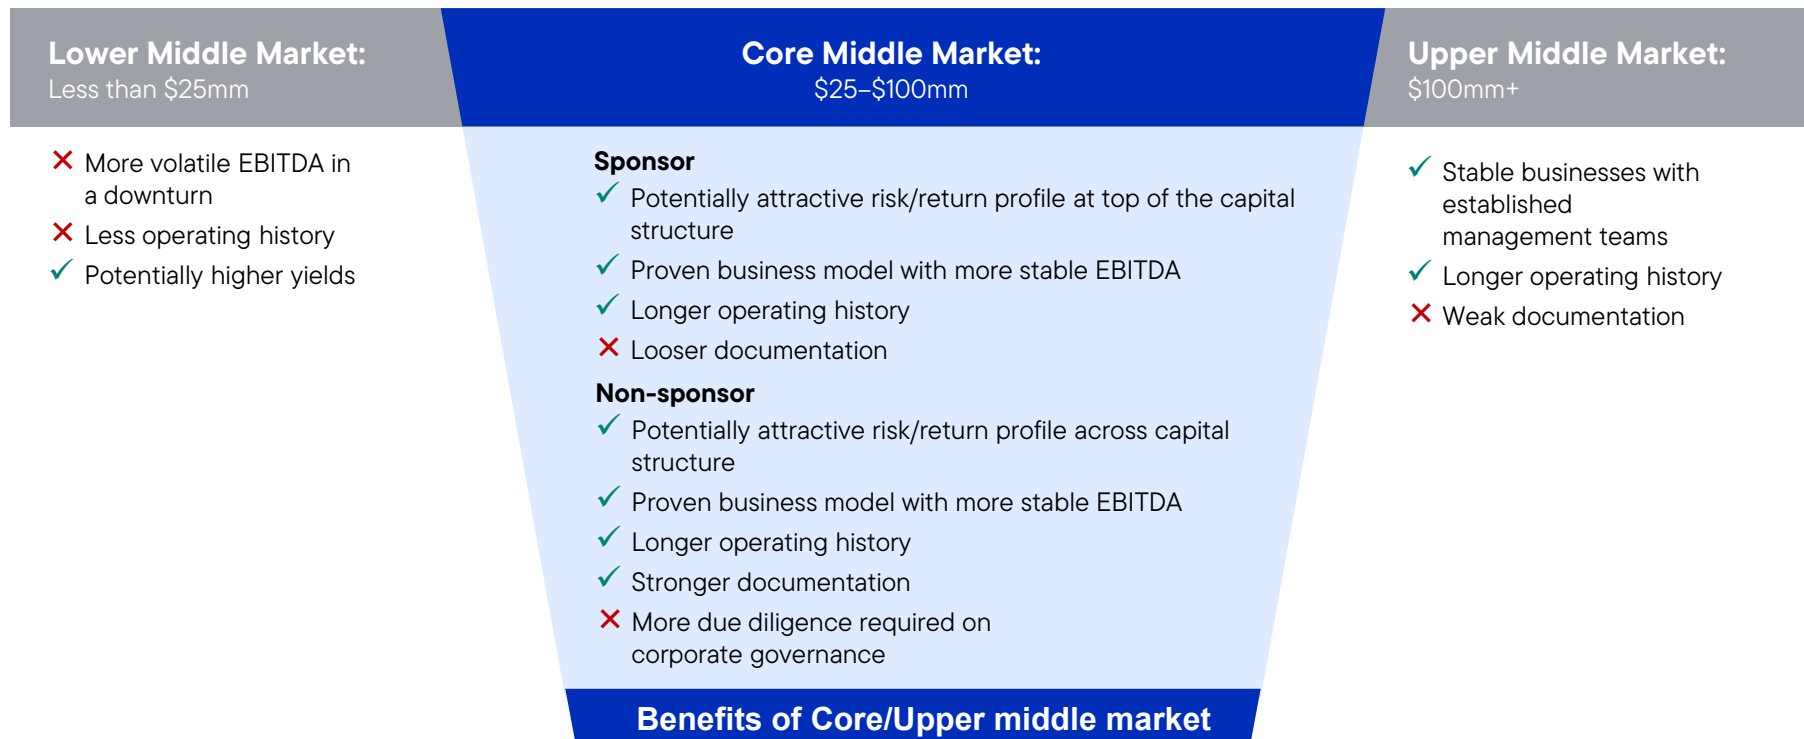 Lower Middle Market:
Less than $25mm
✕ More volatile EBITDA in
a downturn
✕ Less operating history
✓ Potentially higher yields
Core Middle Market:
$25–$100mm
Sponsor
✓ Potentially attractive risk/return profile at top of the capital
structure
✓ Proven business model with more stable EBITDA
✓ Longer operating history
✕ Looser documentation
Non-sponsor
✓ Potentially attractive risk/return profile across capital
structure
✓ Proven business model with more stable EBITDA
✓ Longer operating history
✓ Stronger documentation
✕ More due diligence required on
corporate governance
Benefits of Core/Upper middle market
Upper Middle Market:
$100mm+
✓ Stable businesses with
established
management teams
✓ Longer operating history
✕ Weak documentation